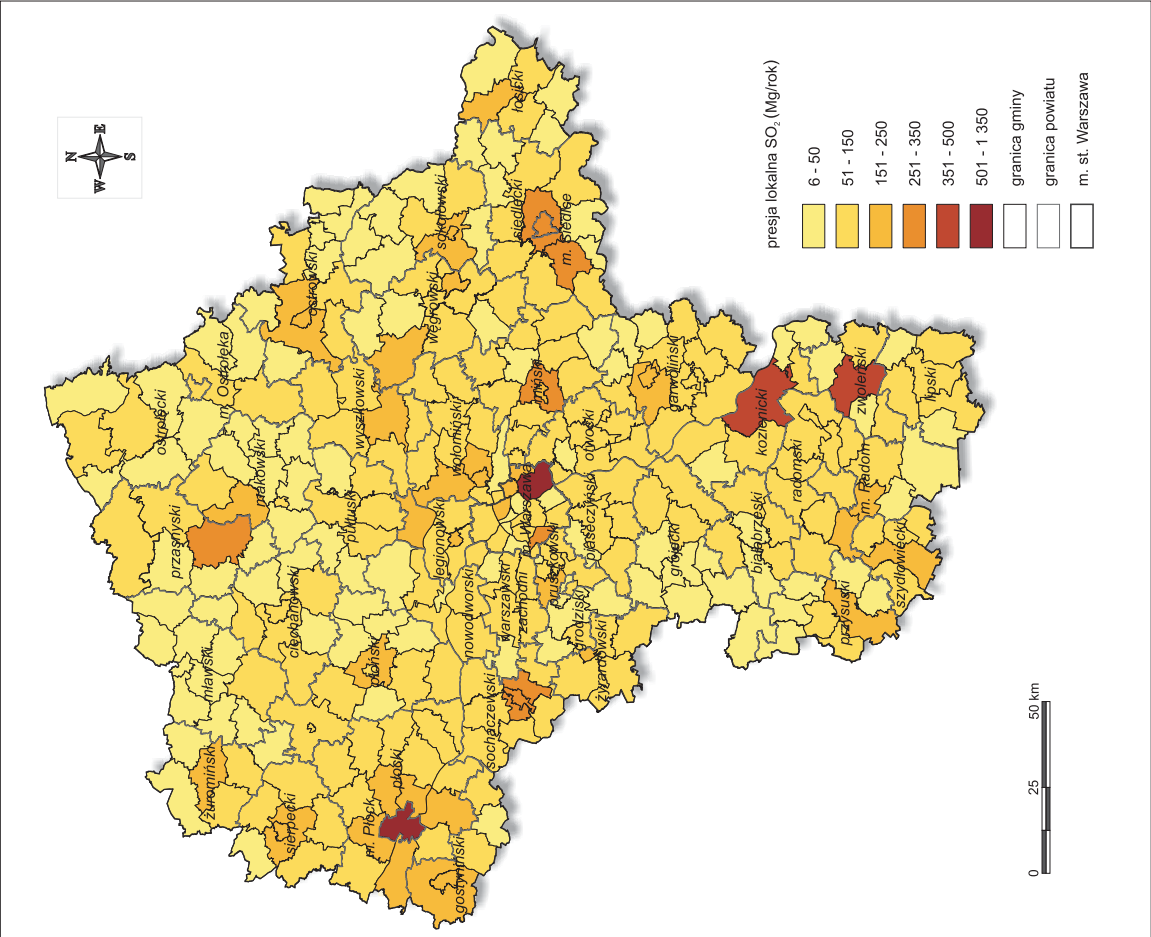 N
W
E
S
łosicki
sokołowski
siedlecki
m. Siedlce
ostrowski
węgrowski
m. Ostrołęka
ostrołęcki
wyszkowski
miński
garwoliński
makowski
wołomiński
otwocki
kozienicki
zwoleński
lipski
przasnyski
pułtuski
legionowski
m. Warszawa
piaseczyński
radomski
m. Radom
ciechanowski
nowodworski
warszawski
zachodni
pruszkowski
grodziski
grójecki
białobrzeski
szydłowiecki
przysuski
mławski
płoński
żyrardowski
sochaczewski
żuromiński
sierpecki
płocki
m. Płock
gostyniński
presja lokalna SO2 (Mg/rok)
6 - 50
51 - 150
151 - 250
251 - 350
351 - 500
501 - 1 350
granica gminy
granica powiatu
m. st. Warszawa
0
25
50 km